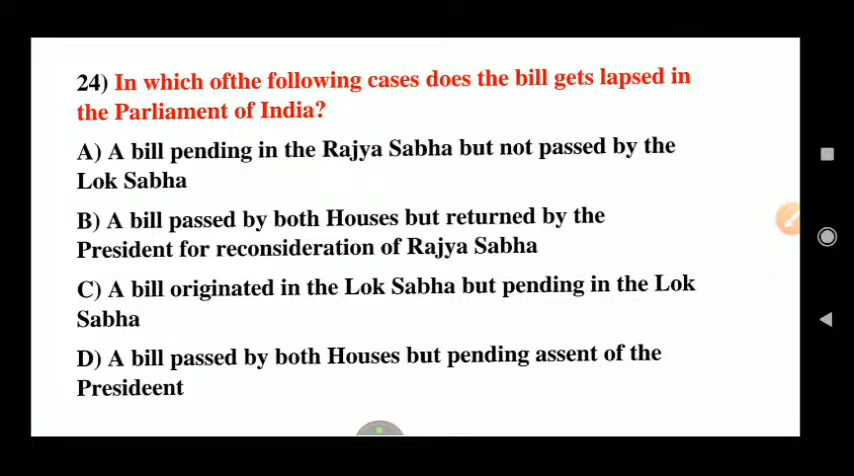 24) In which ofthe following cases does the bill gets lapsed in
the Parliament of India?
A) A bill pending in the Rajya Sabha but not passed by the
Lok Sabha
B) A bill passed by both Houses but returned by the
President for reconsideration of Rajya Sabha
C) A bill originated in the Lok Sabha but pending in the Lok
Sabha
D) A bill passed by both Houses but pending assent of the
Presideent